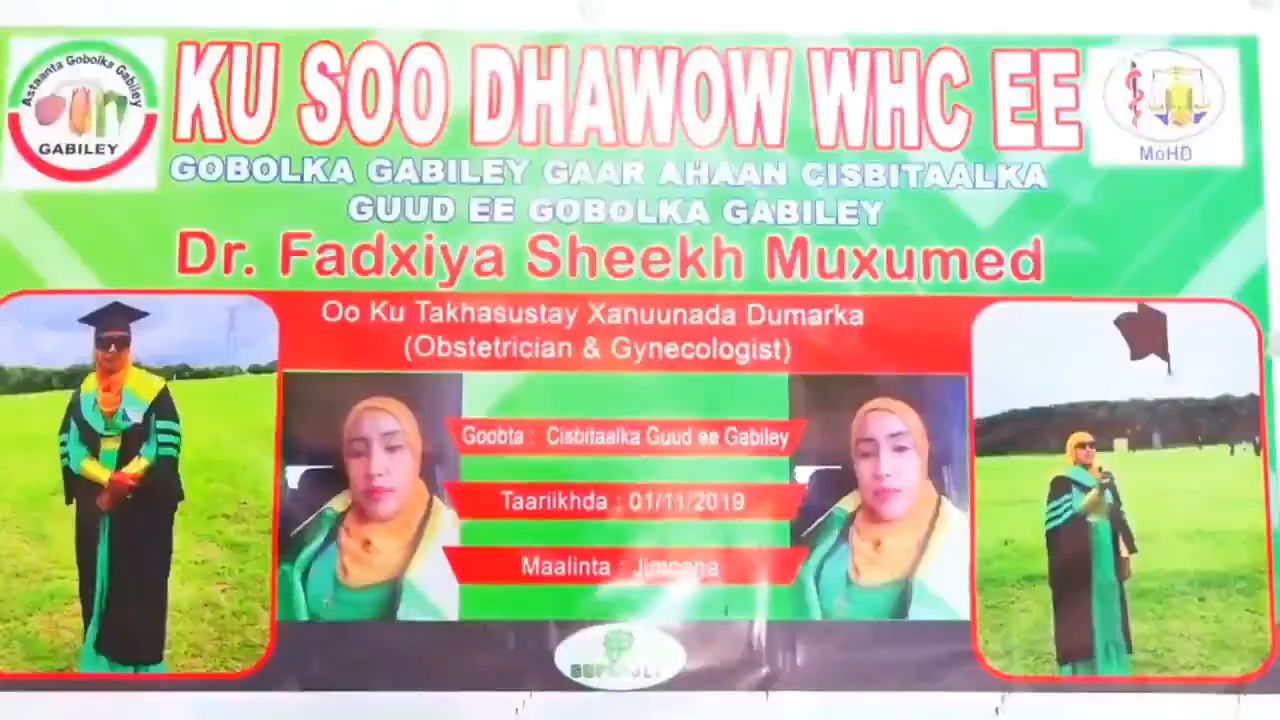 Astaanta Gobolka Gabiley
GABILEY
KU SOO DHAWOW WHC EE
MoHD
GOBOLKA GABILEY GAAR AHAAN CISBITAALKA
GUUD EE GOBOLKA GABILEY
Dr. Fadxiya Sheekh Muxumed
Oo Ku Takhasustay Xanuunada Dumarka
(Obstetrician & Gynecologist)
Goobta : Cisbitaalka Guud ee Gabiley
Taariikhda : 01/11/2019
Maalinta : Jimcana